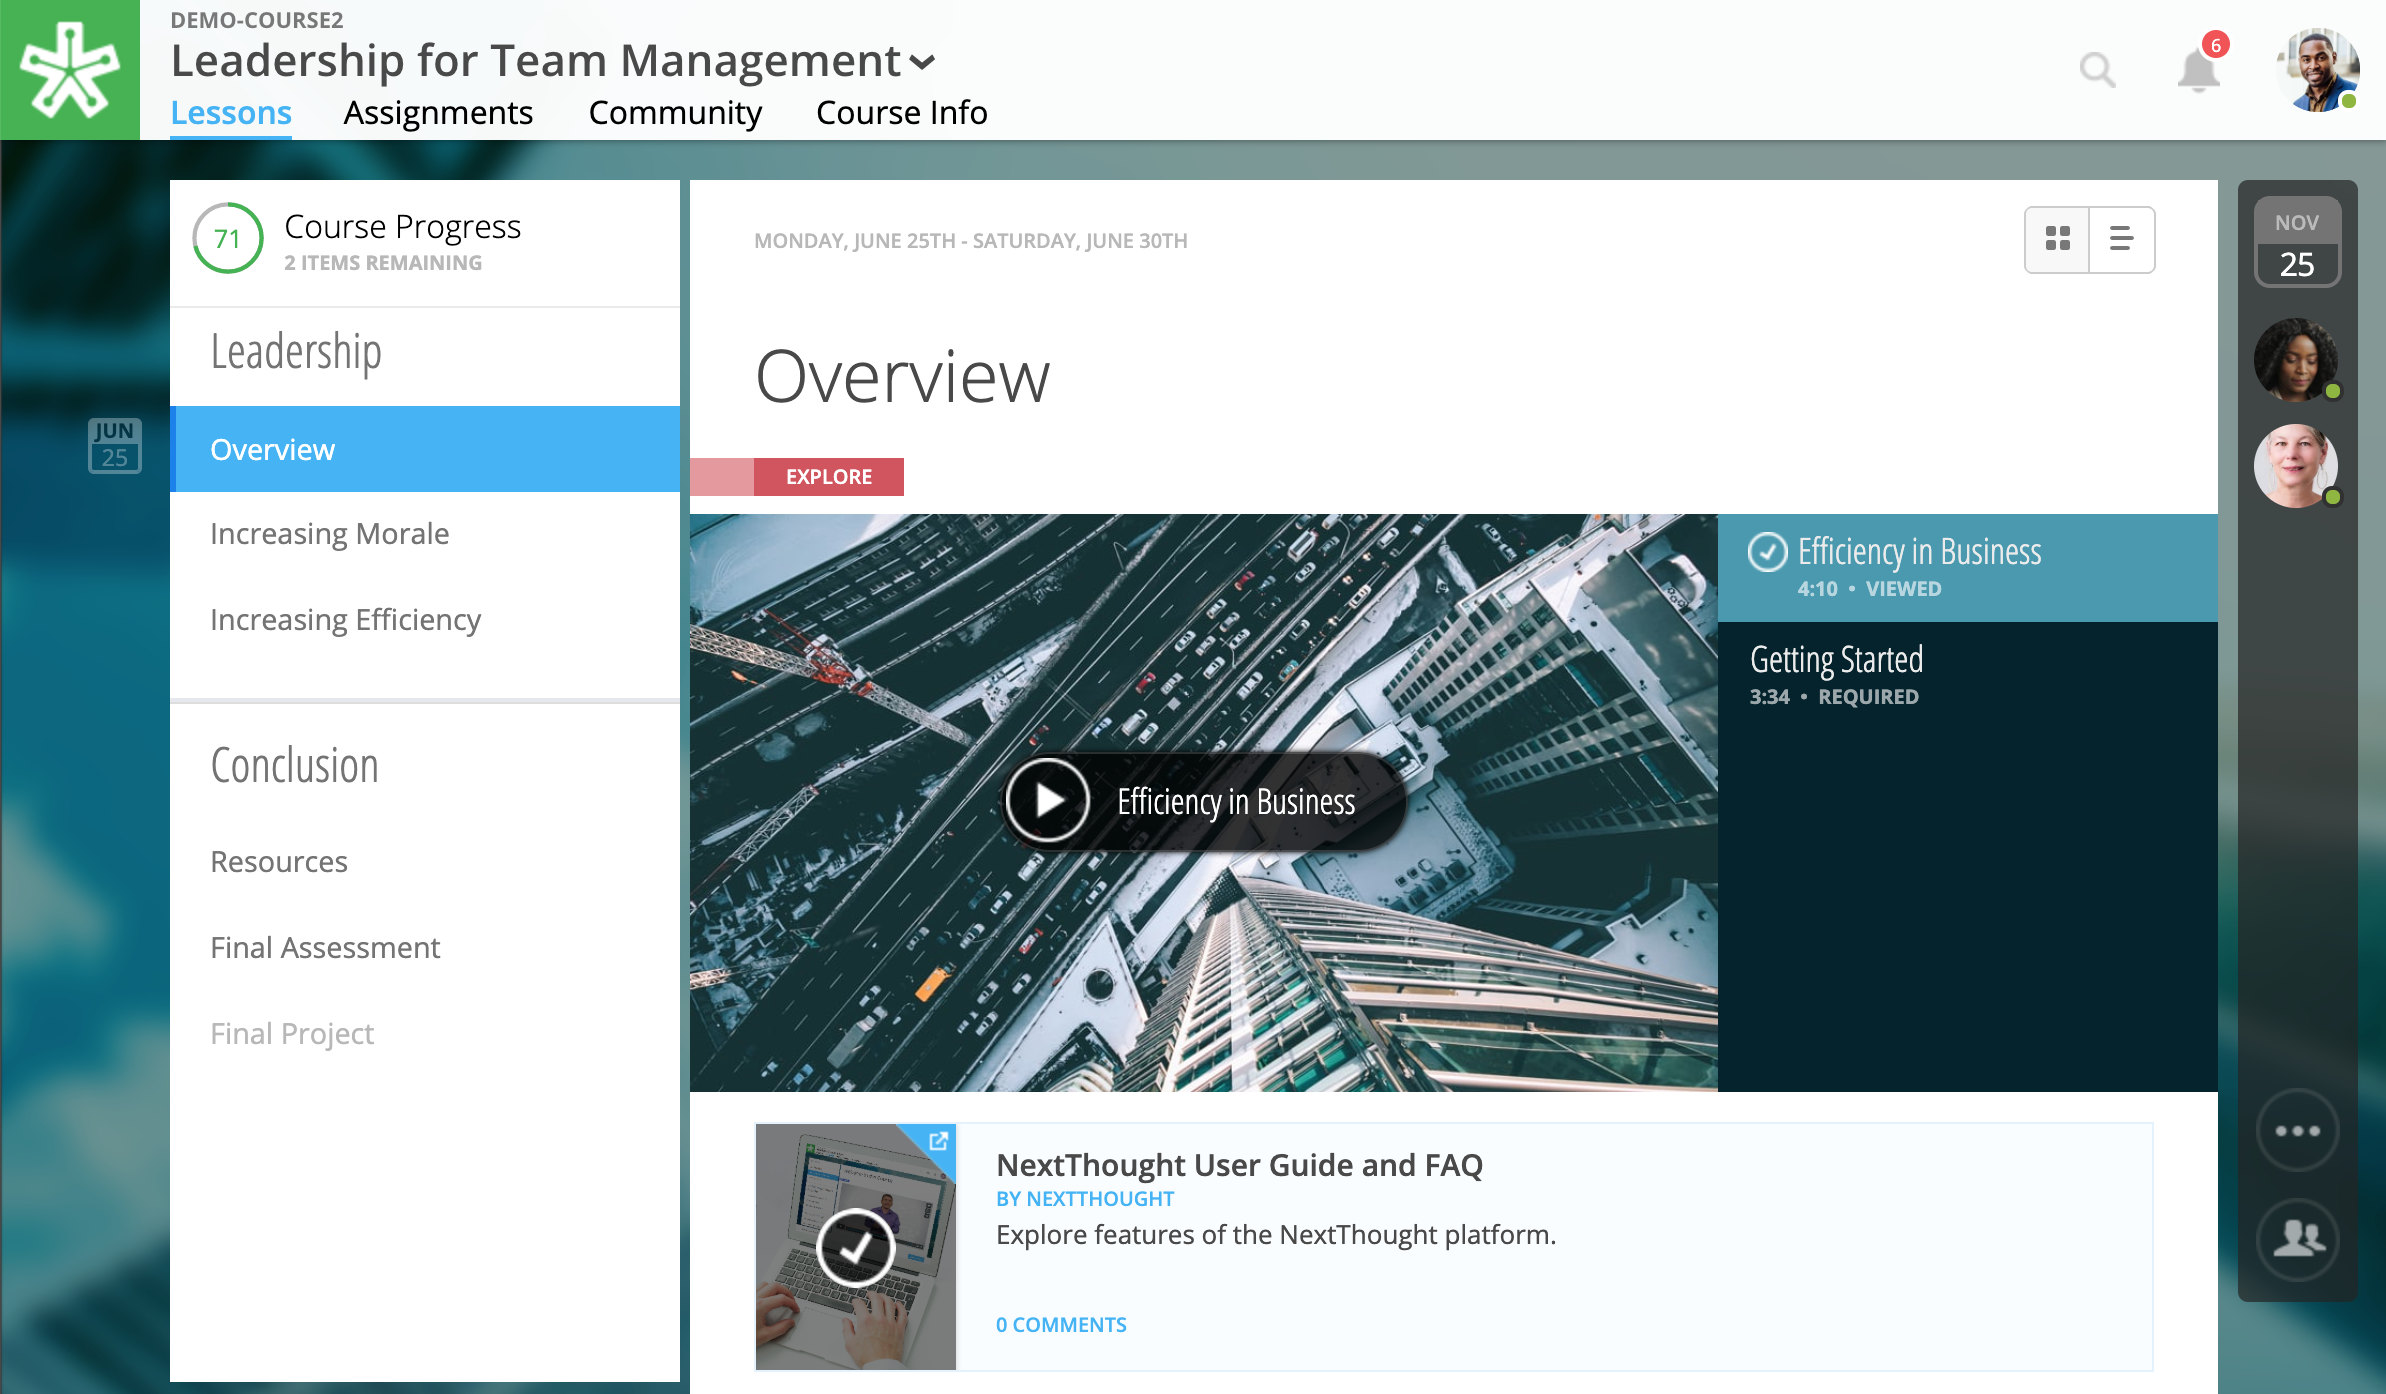 DEMO-COURSE2
Leadership for Team Management
Lessons Assignments Community Course Info
6
71
Course Progress
2 ITEMS REMAINING
Leadership
JUN
25
Overview
Increasing Morale
Increasing Efficiency
Conclusion
Resources
Final Assessment
Final Project
MONDAY, JUNE 25TH - SATURDAY, JUNE 30TH
Overview
EXPLORE
Efficiency in Business
Efficiency in Business
4:10 • VIEWED
Getting Started
3:34 • REQUIRED
NextThought User Guide and FAQ
BY NEXTTHOUGHT
Explore features of the NextThought platform.
0 COMMENTS
NOV
25